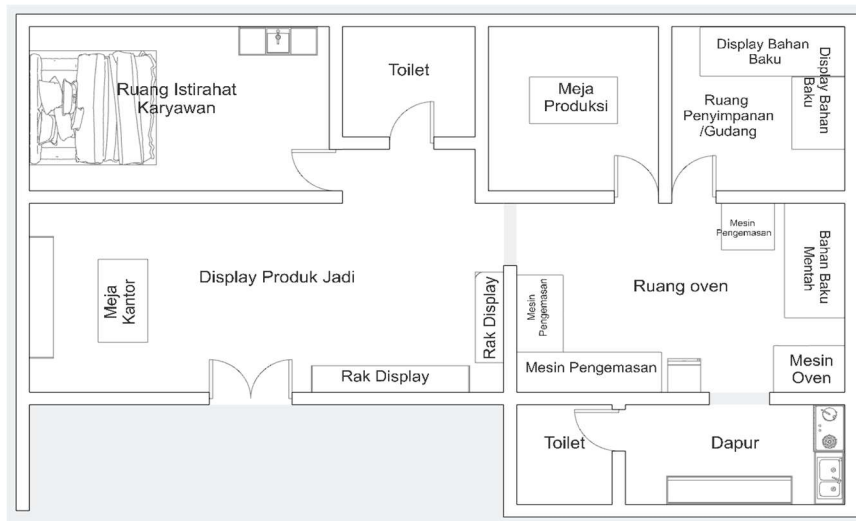 Ruang Istirahat
Karyawan
Toilet
Meja
Produksi
Display Bahan
Baku
Display Bahan
Baku
Ruang
Penyimpanan
/Gudang
Meja
Kantor
Display Produk Jadi
Rak Display
Rak Display
Mesin
Pengemasan
Ruang oven
Mesin
Pengemasan
Bahan Baku
Mentah
Mesin Pengemasan
Mesin
Oven
Toilet
Dapur